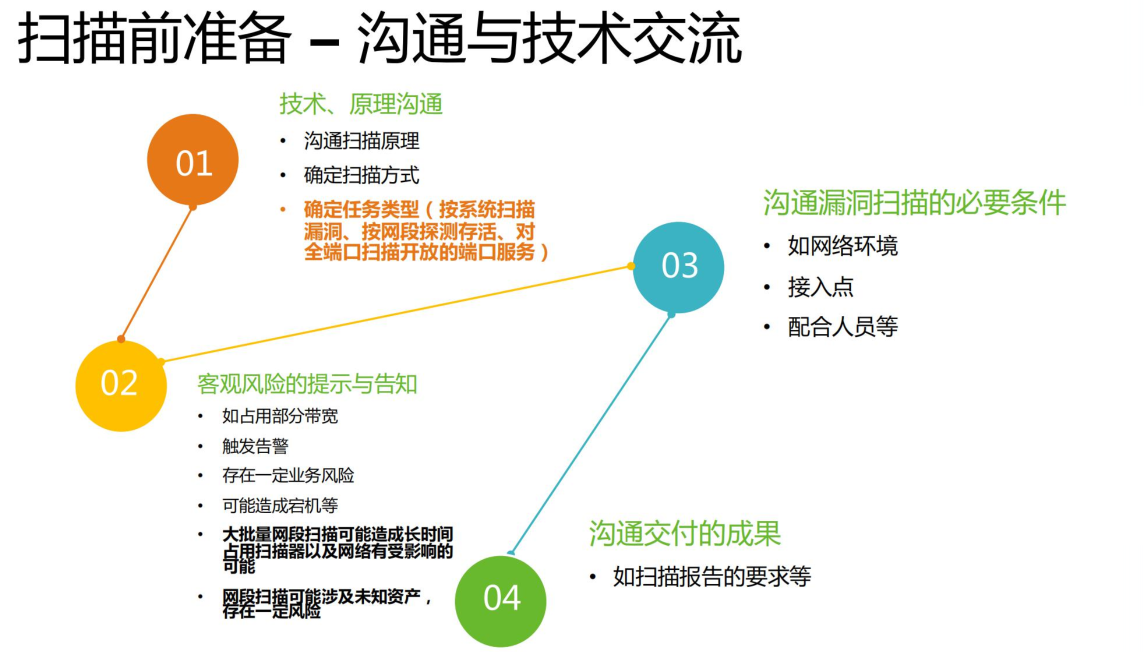 扫描前准备 – 沟通与技术交流
01
技术、原理沟通
• 沟通扫描原理
• 确定扫描方式
• 确定任务类型（按系统扫描
漏洞、按网段探测存活、对
全端口扫描开放的端口服务）
02
客观风险的提示与告知
• 如占用部分带宽
• 触发告警
• 存在一定业务风险
• 可能造成宕机等
• 大批量网段扫描可能造成长时间
占用扫描器以及网络有受影响的
可能
• 网段扫描可能涉及未知资产，
存在一定风险
03
沟通漏洞扫描的必要条件
• 如网络环境
• 接入点
• 配合人员等
04
沟通交付的成果
• 如扫描报告的要求等